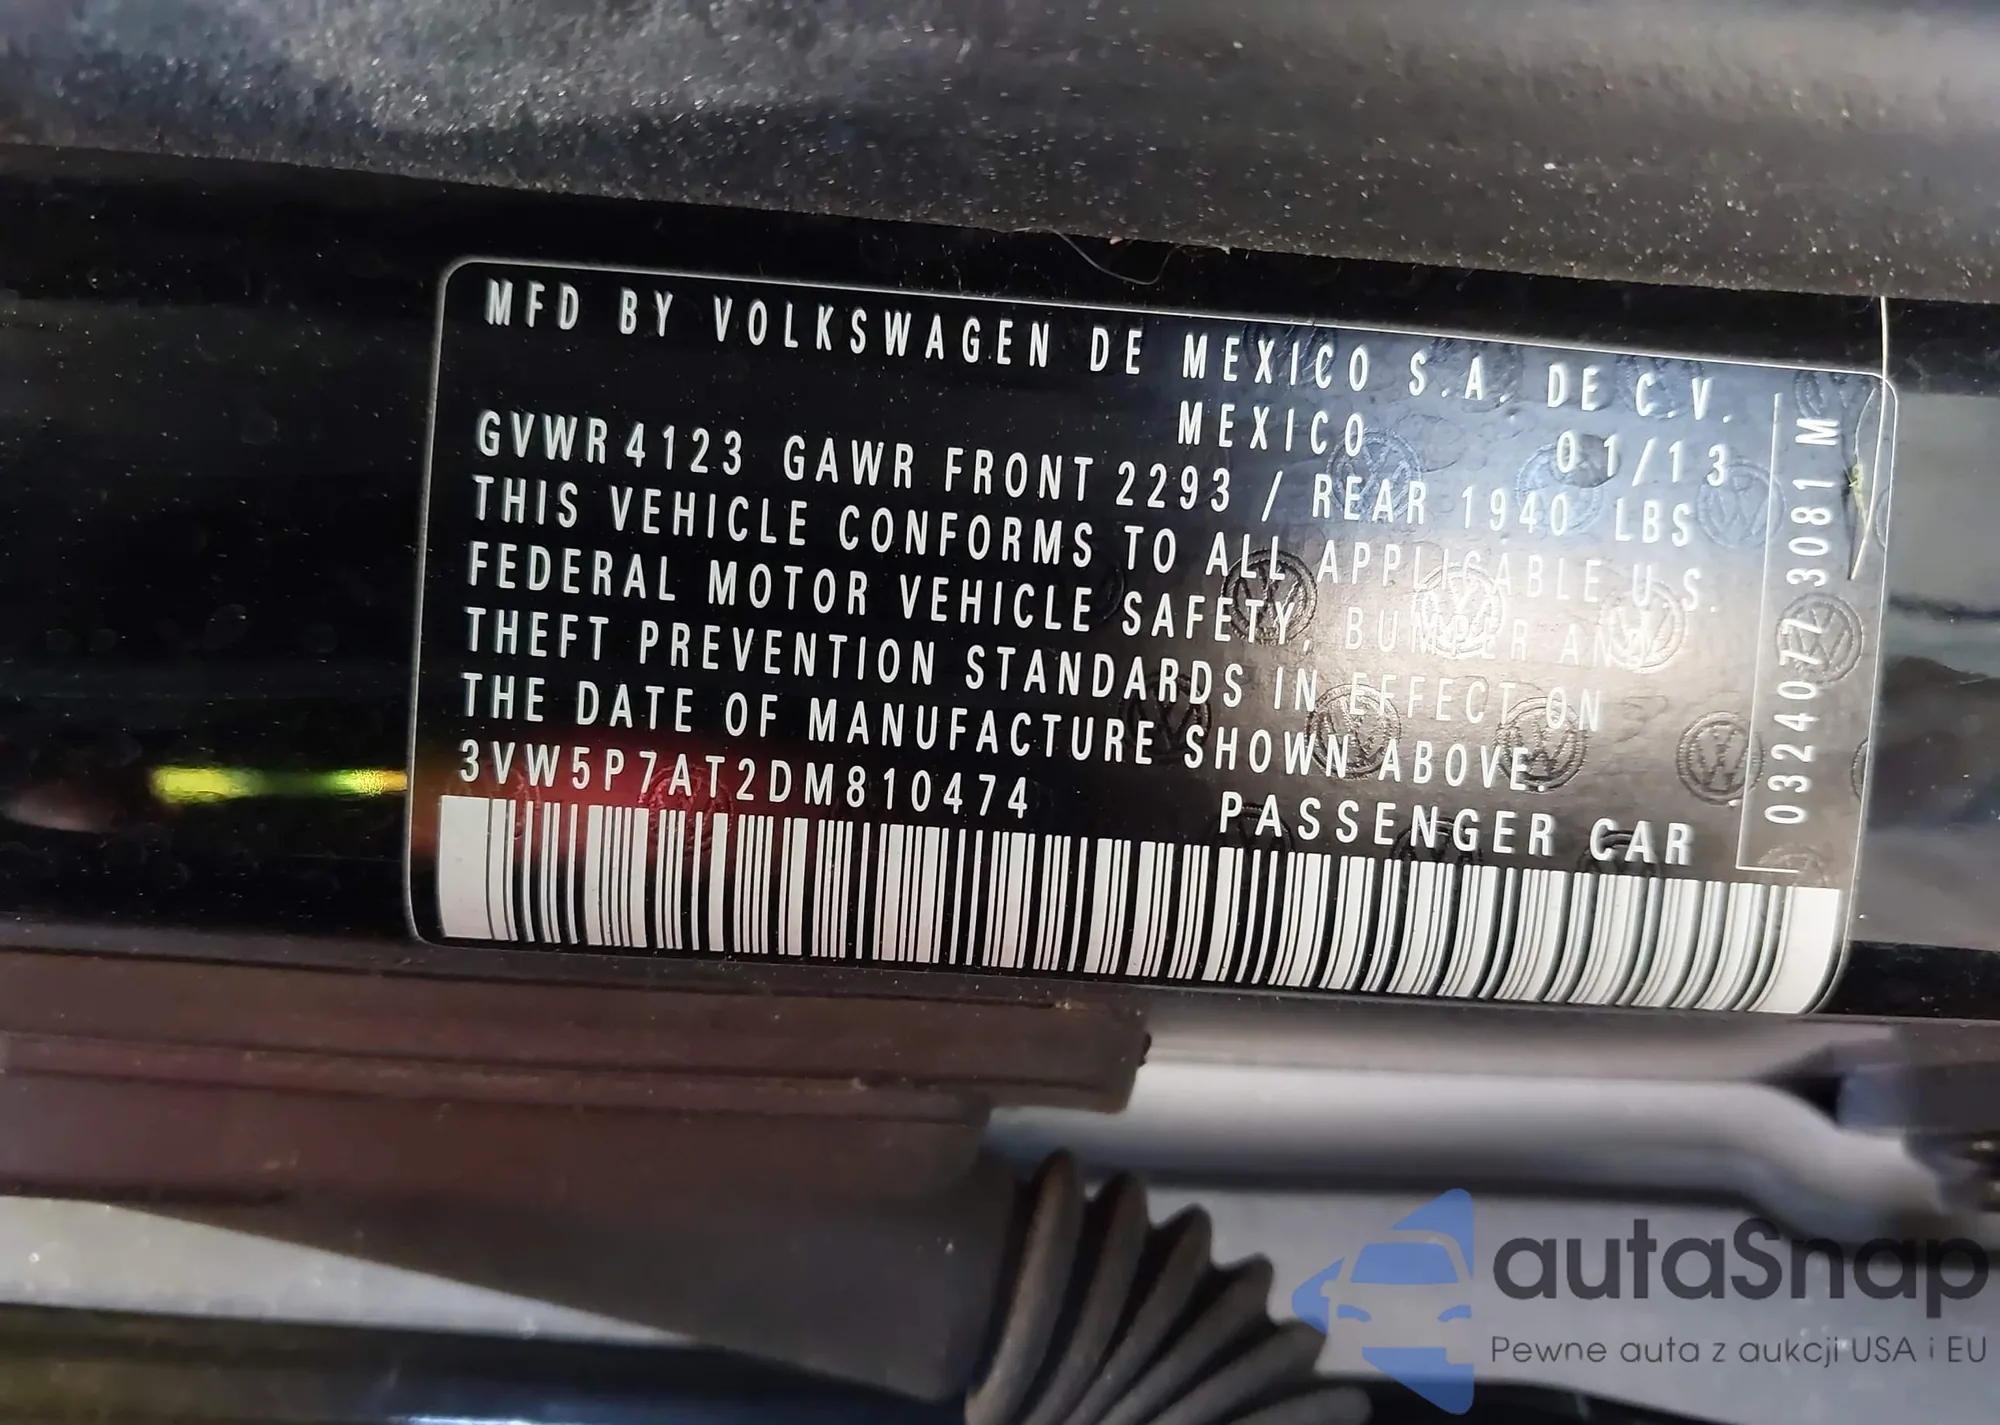 MFD BY VOLKSWAGEN DE MEXICO S.A. DE C.V.
MEXICO 01/13
GVWR 4123 GAWR FRONT 2293 / REAR 1940 LBS
THIS VEHICLE CONFORMS TO ALL APPLICABLE U.S.
FEDERAL MOTOR VEHICLE SAFETY, BUMPER AND
THEFT PREVENTION STANDARDS IN EFFECT ON
THE DATE OF MANUFACTURE SHOWN ABOVE.
3VW5P7AT2DM810474 PASSENGER CAR
0324077 3081 M
autaSnap
Pewne auta z aukcji USA i EU